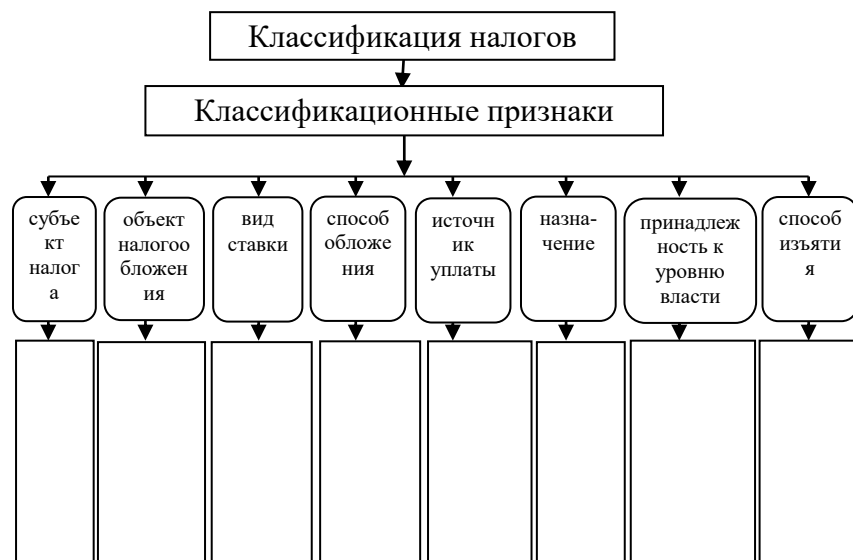 Классификация налогов
Классификационные признаки
субъе
кт
налог
а
объект
налогоо
бложен
ия
вид
ставки
способ
обложе
ния
источн
ик
уплаты
назна-
чение
принадлеж
ность к
уровню
власти
способ
изъяти
я